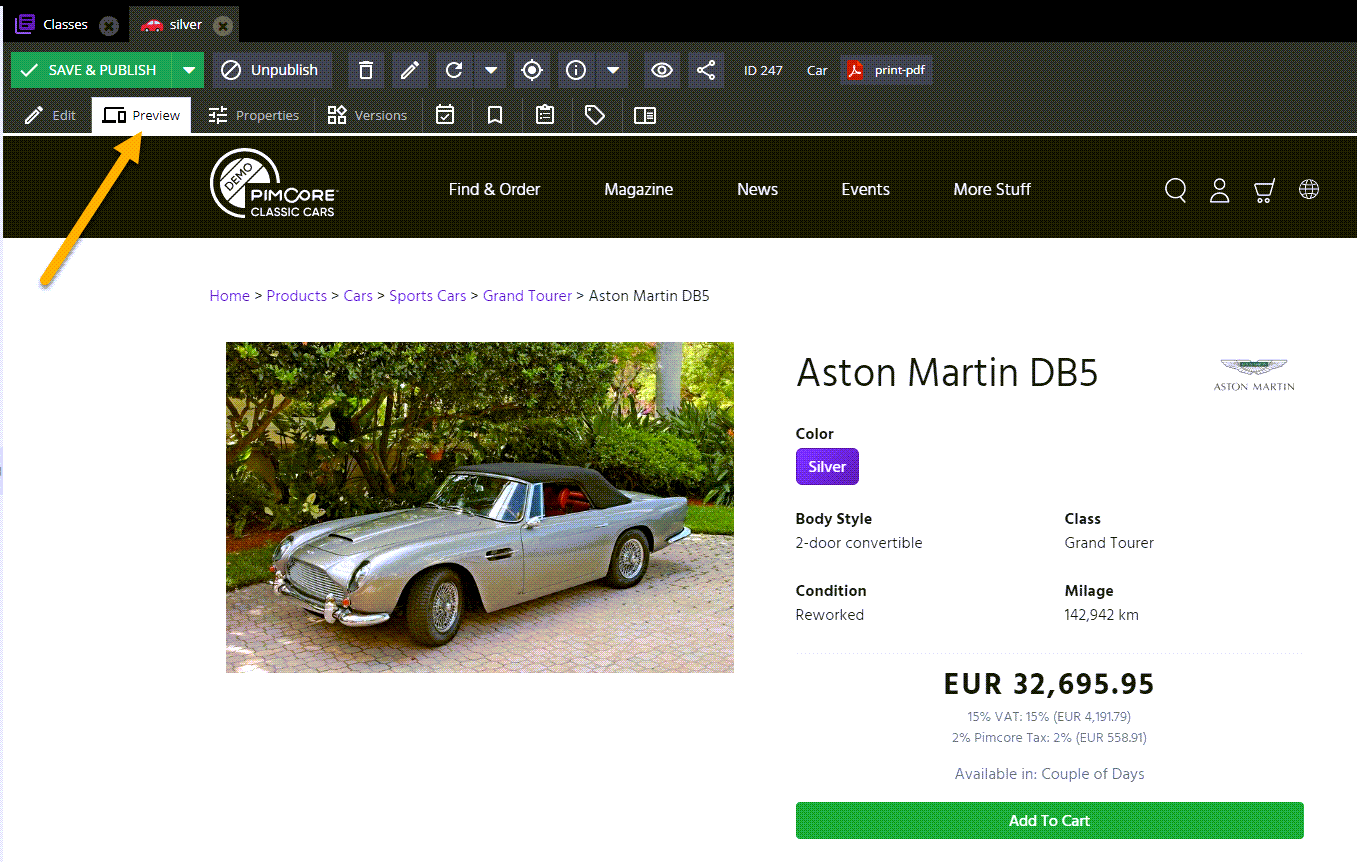 Classes silver
SAVE & PUBLISH Unpublish ID 247 Car print-pdf
Edit Preview Properties Versions
DEMO
PIMCORE
CLASSIC CARS
Find & Order Magazine News Events More Stuff
Home > Products > Cars > Sports Cars > Grand Tourer > Aston Martin DB5
Aston Martin DB5
ASTON MARTIN
Color
Silver
Body Style Class
2-door convertible Grand Tourer
Condition Milage
Reworked 142,942 km
EUR 32,695.95
15% VAT: 15% (EUR 4,191.79)
2% Pimcore Tax: 2% (EUR 558.91)
Available in: Couple of Days
Add To Cart